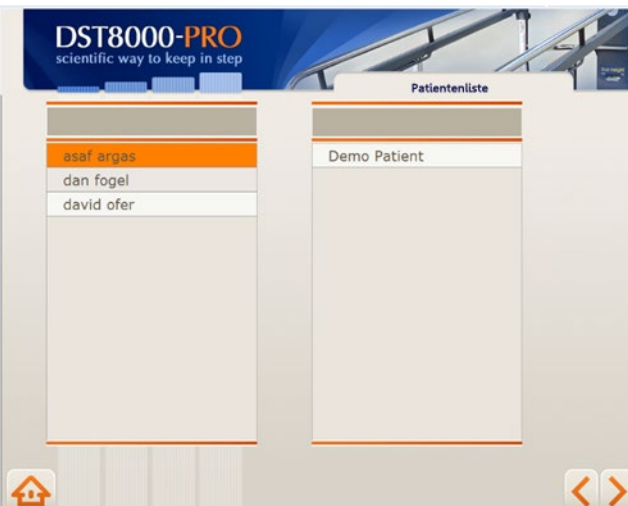 DST8000-PRO
scientific way to keep in step
Patientenliste
asaf argas
dan fogel
david ofer
Demo Patient